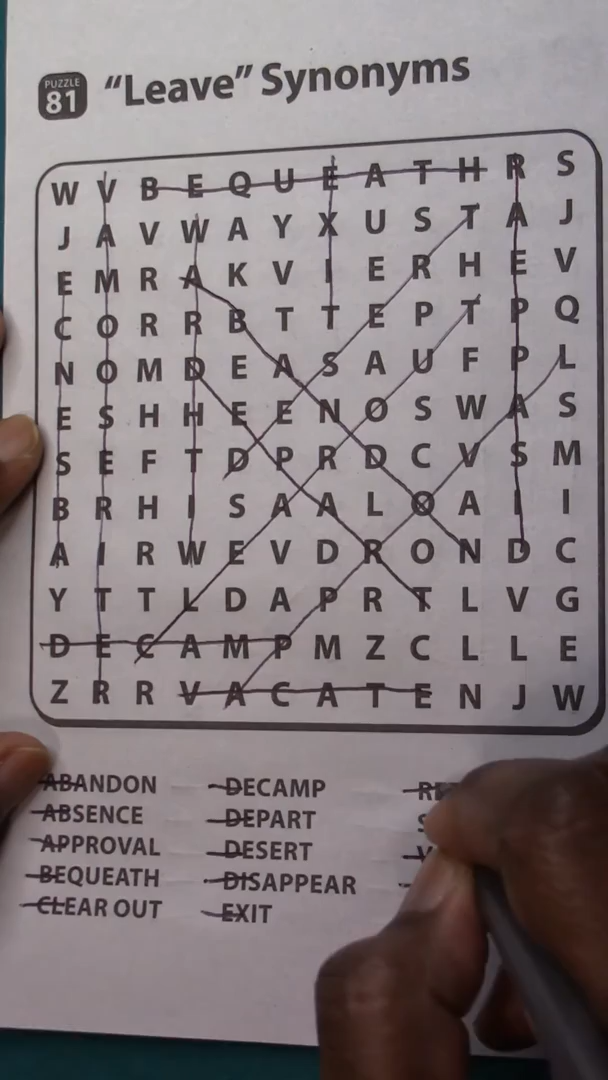 PUZZLE
81
"Leave" Synonyms
W V B E Q U E A T H R S
J A V W A Y X U S T A J
E M R A K V I E R H E V
C O R R B T T E P T P Q
N O M D E A S A U F P L
E S H H E E N O S W A S
S E F T D P R D C V S M
B R H I S A A L O A I I
A I R W E V D R O N D C
Y T T L D A P R T L V G
D E C A M P M Z C L L E
Z R R V A C A T E N J W
ABANDON DECAMP
ABSENCE DEPART
APPROVAL DESERT
BEQUEATH DISAPPEAR
CLEAR OUT EXIT